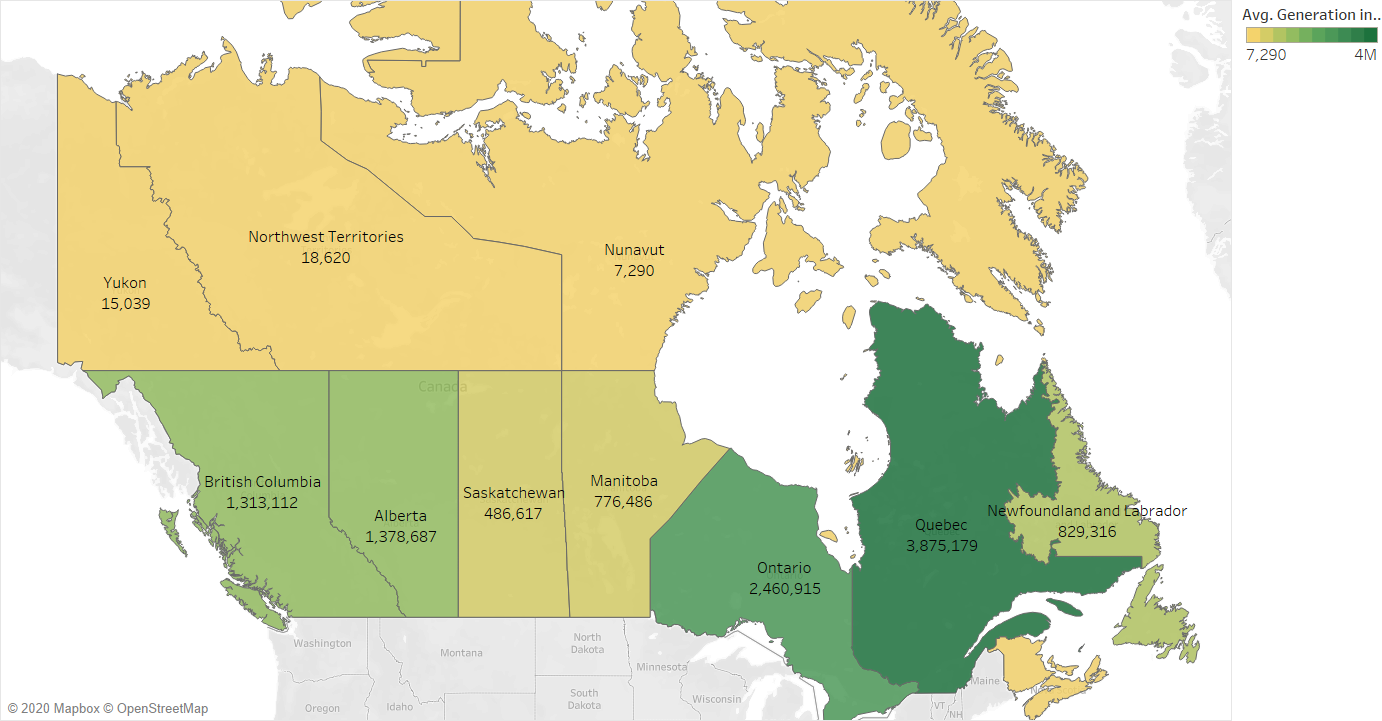 Avg. Generation in..
7,290
4M
Northwest Territories
18,620
Nunavut
7,290
Yukon
15,039
Canada
British Columbia
1,313,112
Alberta
1,378,687
Saskatchewan
486,617
Manitoba
776,486
Ontario
2,460,915
Quebec
3,875,179
Newfoundland and Labrador
829,316
Washington
Montana
North
Dakota
Minnesota
Oregon
Idaho
South
Dakota
Wisconsin
Maine
VT
NH
© 2020 Mapbox © OpenStreetMap